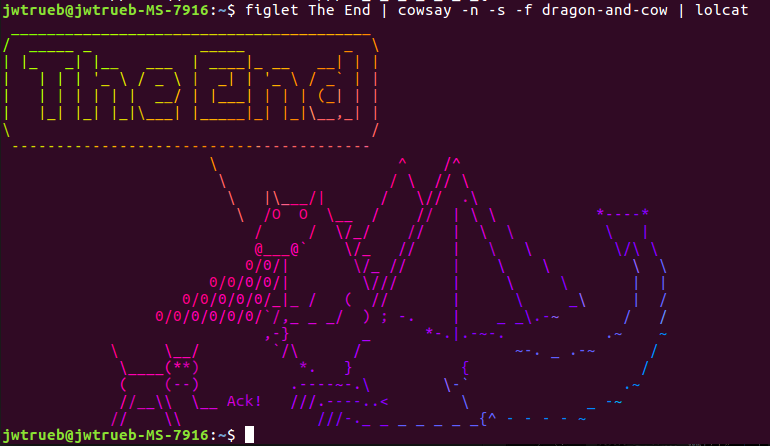 jwtrueb@jwtrueb-MS-7916:~$ figlet The End | cowsay -n -s -f dragon-and-cow | lolcat
The End
Ack!
jwtrueb@jwtrueb-MS-7916:~$